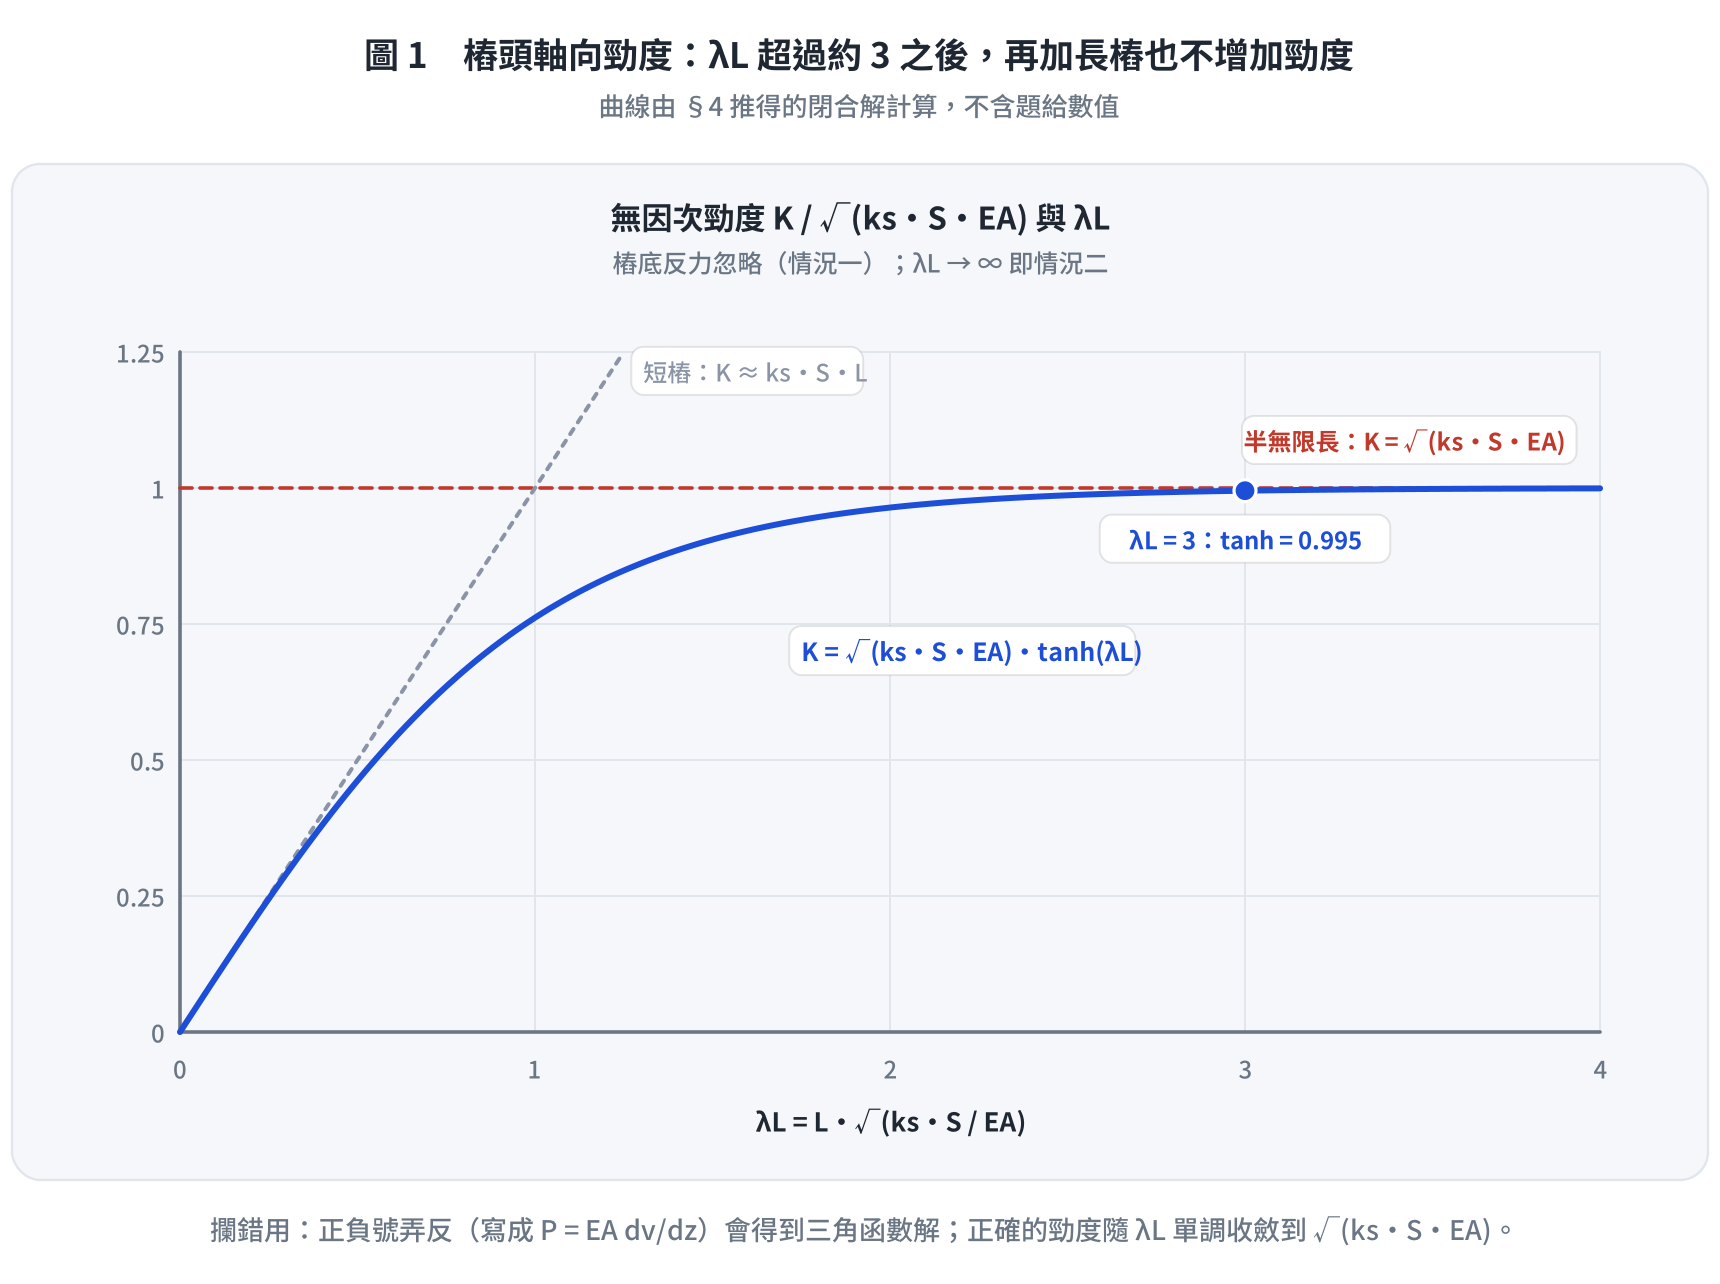 圖 1　樁頭軸向勁度：λL 超過約 3 之後，再加長樁也不增加勁度
曲線由 §4 推得的閉合解計算，不含題給數值
無因次勁度 K / √(ks・S・EA) 與 λL
樁底反力忽略（情況一）；λL → ∞ 即情況二
1.25
短樁：K ≈ ks・S・L
半無限長：K = √(ks・S・EA)
1
λL = 3：tanh = 0.995
0.75
K = √(ks・S・EA)・tanh(λL)
0.5
0.25
0
0 1 2 3 4
λL = L・√(ks・S / EA)
攔錯用：正負號弄反（寫成 P = EA dv/dz）會得到三角函數解；正確的勁度隨 λL 單調收斂到 √(ks・S・EA)。